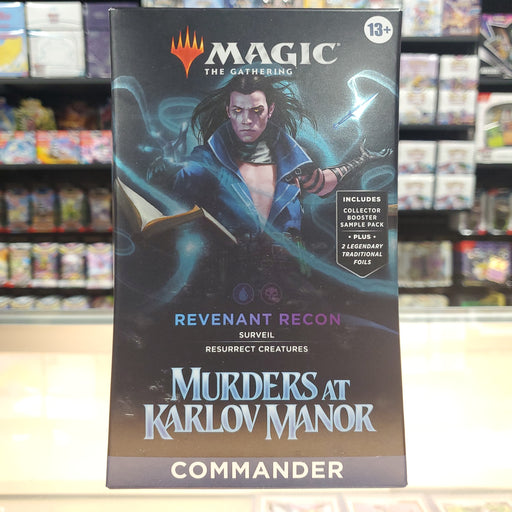 MAGIC
THE GATHERING
13+
INCLUDES
COLLECTOR
BOOSTER
SAMPLE PACK
• PLUS •
2 LEGENDARY
TRADITIONAL
FOILS
REVENANT RECON
SURVEIL
RESURRECT CREATURES
MURDERS AT
KARLOV MANOR
COMMANDER